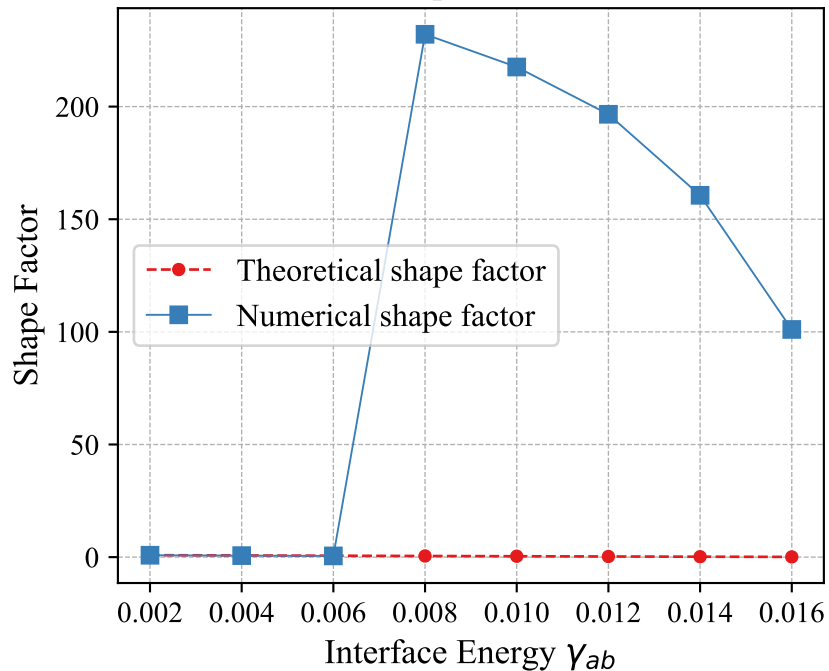 200
150
100
50
0
Shape Factor
Theoretical shape factor
Numerical shape factor
0.002 0.004 0.006 0.008 0.010 0.012 0.014 0.016
Interface Energy γab